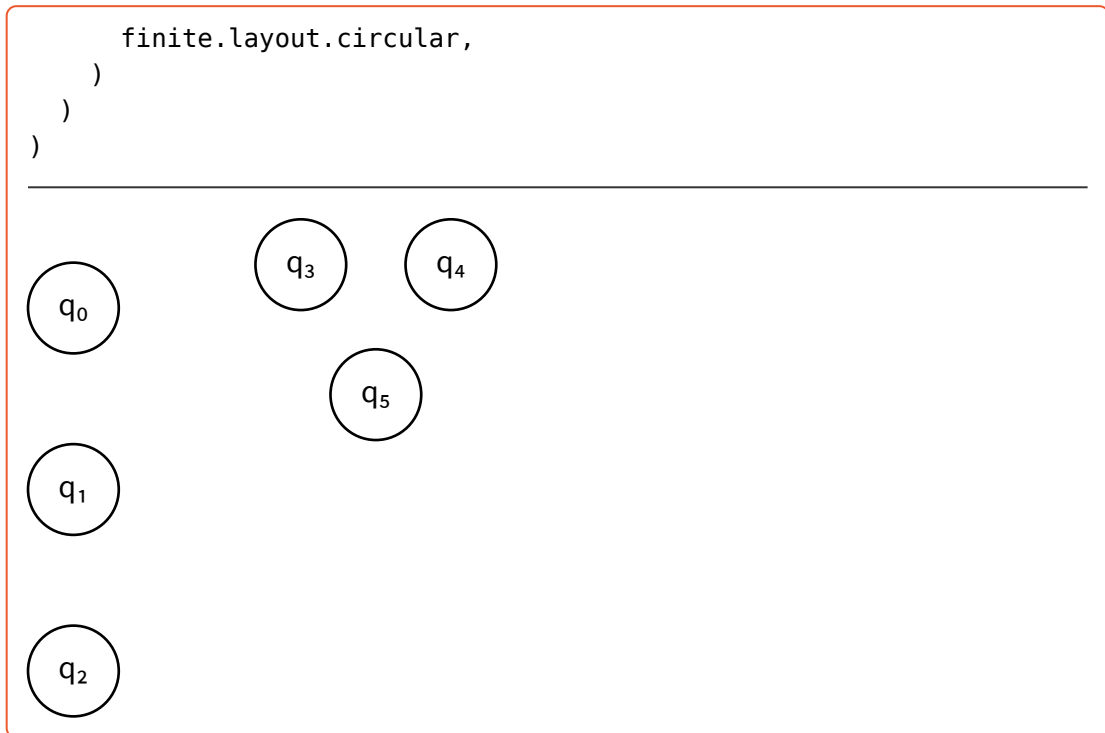 finite.layout.circular,
)
)
)
q₃ q₄
q₀
q₅
q₁
q₂